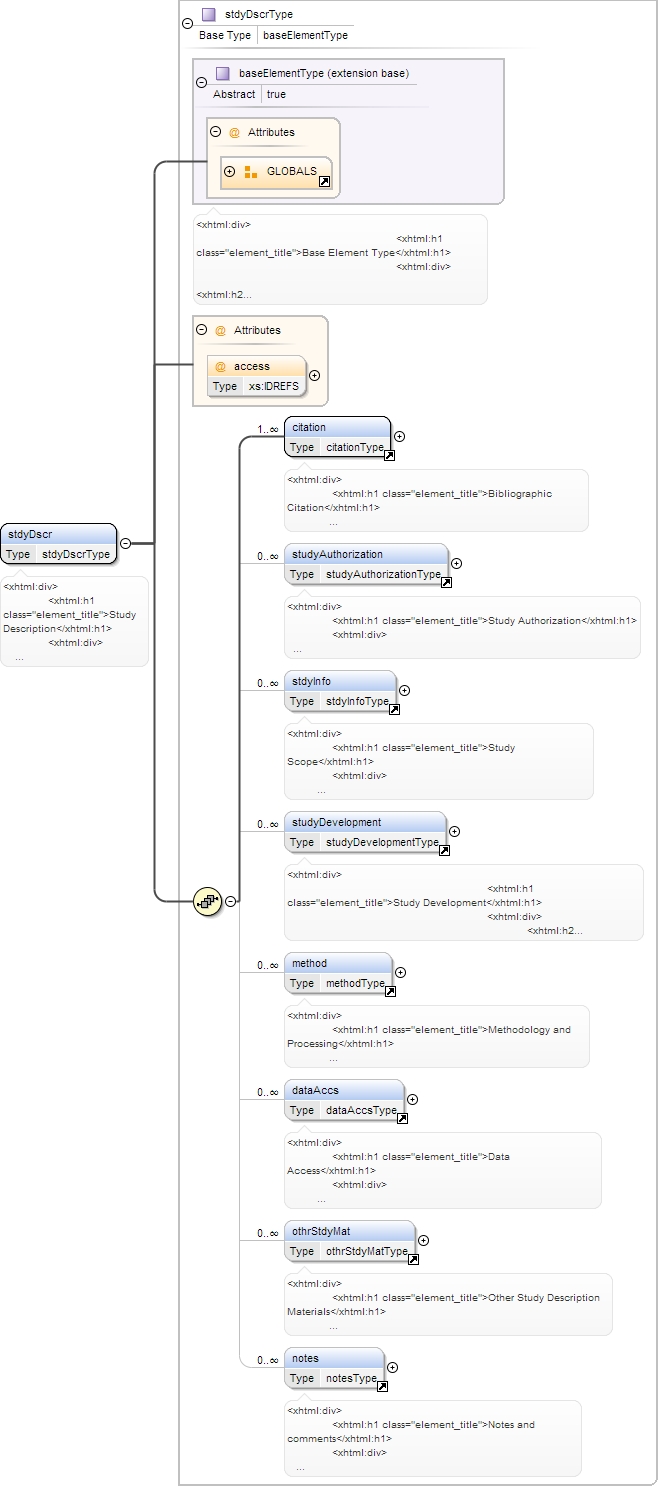 stdyDscrType
Base Type baseElementType
baseElementType (extension base)
Abstract true
@ Attributes
GLOBALS
<xhtml:div>
<xhtml:h1
class="element_title">Base Element Type</xhtml:h1>
<xhtml:div>
<xhtml:h2...
@ Attributes
@ access
Type xs:IDREFS
1..∞ citation
Type citationType
<xhtml:div>
<xhtml:h1 class="element_title">Bibliographic
Citation</xhtml:h1>
...
stdyDscr
Type stdyDscrType
<xhtml:div>
<xhtml:h1
class="element_title">Study
Description</xhtml:h1>
<xhtml:div>
...
0..∞ studyAuthorization
Type studyAuthorizationType
<xhtml:div>
<xhtml:h1 class="element_title">Study Authorization</xhtml:h1>
<xhtml:div>
...
0..∞ stdyInfo
Type stdyInfoType
<xhtml:div>
<xhtml:h1 class="element_title">Study
Scope</xhtml:h1>
<xhtml:div>
...
0..∞ studyDevelopment
Type studyDevelopmentType
<xhtml:div>
<xhtml:h1
class="element_title">Study Development</xhtml:h1>
<xhtml:div>
<xhtml:h2...
0..∞ method
Type methodType
<xhtml:div>
<xhtml:h1 class="element_title">Methodology and
Processing</xhtml:h1>
...
0..∞ dataAccs
Type dataAccsType
<xhtml:div>
<xhtml:h1 class="element_title">Data
Access</xhtml:h1>
<xhtml:div>
...
0..∞ othrStdyMat
Type othrStdyMatType
<xhtml:div>
<xhtml:h1 class="element_title">Other Study Description
Materials</xhtml:h1>
...
0..∞ notes
Type notesType
<xhtml:div>
<xhtml:h1 class="element_title">Notes and
comments</xhtml:h1>
<xhtml:div>
...